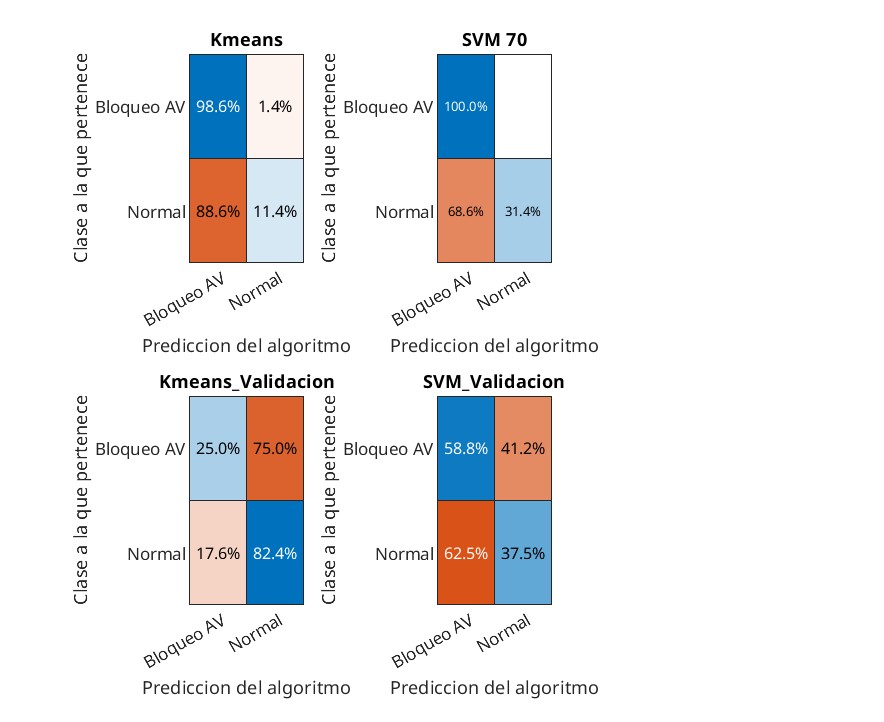 Kmeans
Clase a la que pertenece
Bloqueo AV 98.6% 1.4%
Normal 88.6% 11.4%
Bloqueo AV Normal
Prediccion del algoritmo
SVM 70
Clase a la que pertenece
Bloqueo AV 100.0%
Normal 68.6% 31.4%
Bloqueo AV Normal
Prediccion del algoritmo
Kmeans_Validacion
Clase a la que pertenece
Bloqueo AV 25.0% 75.0%
Normal 17.6% 82.4%
Bloqueo AV Normal
Prediccion del algoritmo
SVM_Validacion
Clase a la que pertenece
Bloqueo AV 58.8% 41.2%
Normal 62.5% 37.5%
Bloqueo AV Normal
Prediccion del algoritmo